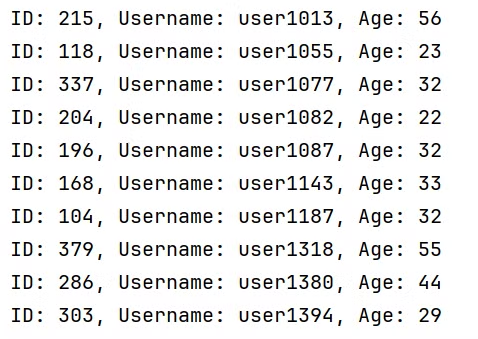 ID: 215, Username: user1013, Age: 56
ID: 118, Username: user1055, Age: 23
ID: 337, Username: user1077, Age: 32
ID: 204, Username: user1082, Age: 22
ID: 196, Username: user1087, Age: 32
ID: 168, Username: user1143, Age: 33
ID: 104, Username: user1187, Age: 32
ID: 379, Username: user1318, Age: 55
ID: 286, Username: user1380, Age: 44
ID: 303, Username: user1394, Age: 29